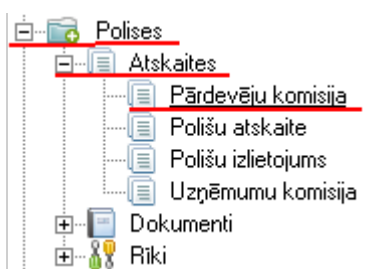 Polises
Atskaites
Pārdevēju komisija
Polišu atskaite
Polišu izlietojums
Uzņēmumu komisija
Dokumenti
Rīki